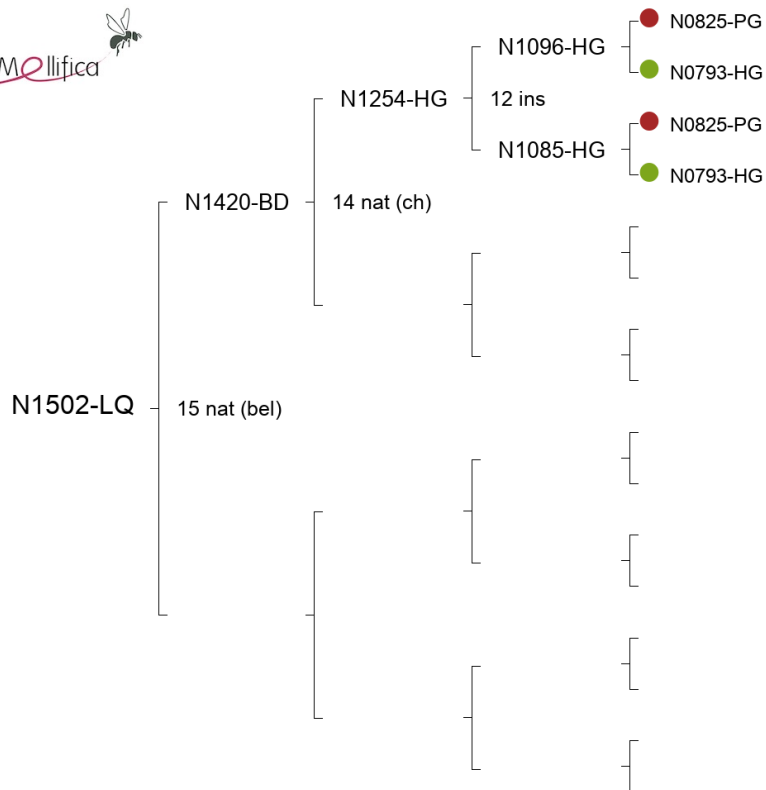 Mellifica
N0825-PG
N1096-HG
N0793-HG
N1254-HG
12 ins
N0825-PG
N1085-HG
N0793-HG
N1420-BD
14 nat (ch)
N1502-LQ
15 nat (bel)